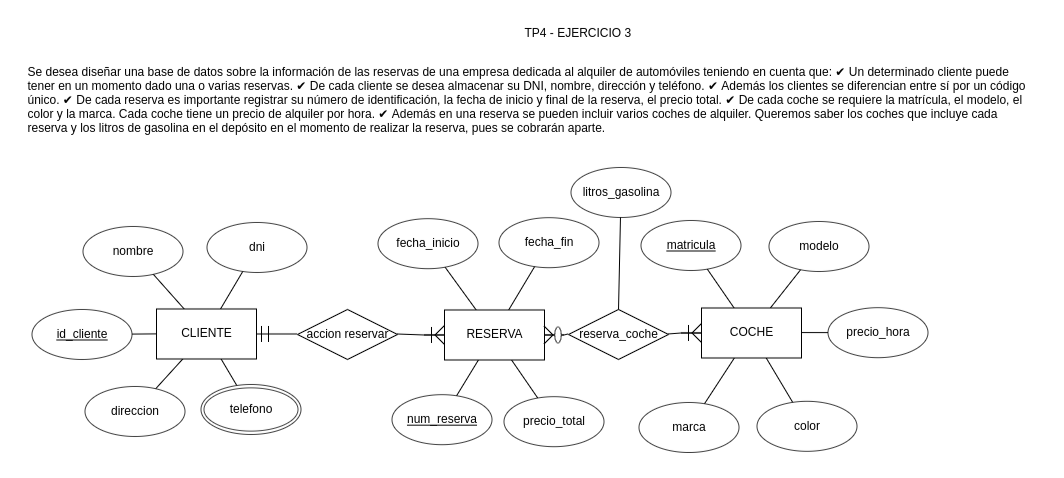 TP4 - EJERCICIO 3
Se desea diseñar una base de datos sobre la información de las reservas de una empresa dedicada al alquiler de automóviles teniendo en cuenta que: ✔ Un determinado cliente puede
tener en un momento dado una o varias reservas. ✔ De cada cliente se desea almacenar su DNI, nombre, dirección y teléfono. ✔ Además los clientes se diferencian entre sí por un código
único. ✔ De cada reserva es importante registrar su número de identificación, la fecha de inicio y final de la reserva, el precio total. ✔ De cada coche se requiere la matrícula, el modelo, el
color y la marca. Cada coche tiene un precio de alquiler por hora. ✔ Además en una reserva se pueden incluir varios coches de alquiler. Queremos saber los coches que incluye cada
reserva y los litros de gasolina en el depósito en el momento de realizar la reserva, pues se cobrarán aparte.
litros_gasolina
nombre
dni
fecha_inicio
fecha_fin
matricula
modelo
id_cliente
CLIENTE
accion reservar
RESERVA
reserva_coche
COCHE
precio_hora
direccion
telefono
num_reserva
precio_total
marca
color